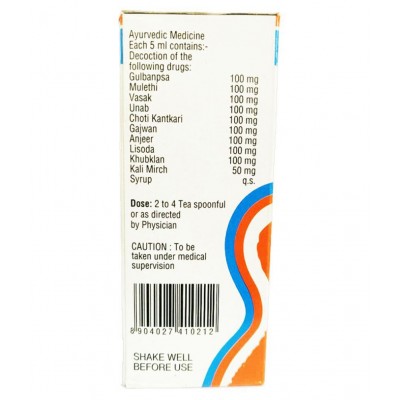 Ayurvedic Medicine
Each 5 ml contains:-
Decoction of the
following drugs:
Gulbanpsa 100 mg
Mulethi 100 mg
Vasak 100 mg
Unab 100 mg
Choti Kantkari 100 mg
Gajwan 100 mg
Anjeer 100 mg
Lisoda 100 mg
Khubklan 100 mg
Kali Mirch 50 mg
Syrup q.s.
Dose: 2 to 4 Tea spoonful
or as directed
by Physician
CAUTION : To be
taken under medical
supervision
8 904027 410212
SHAKE WELL
BEFORE USE